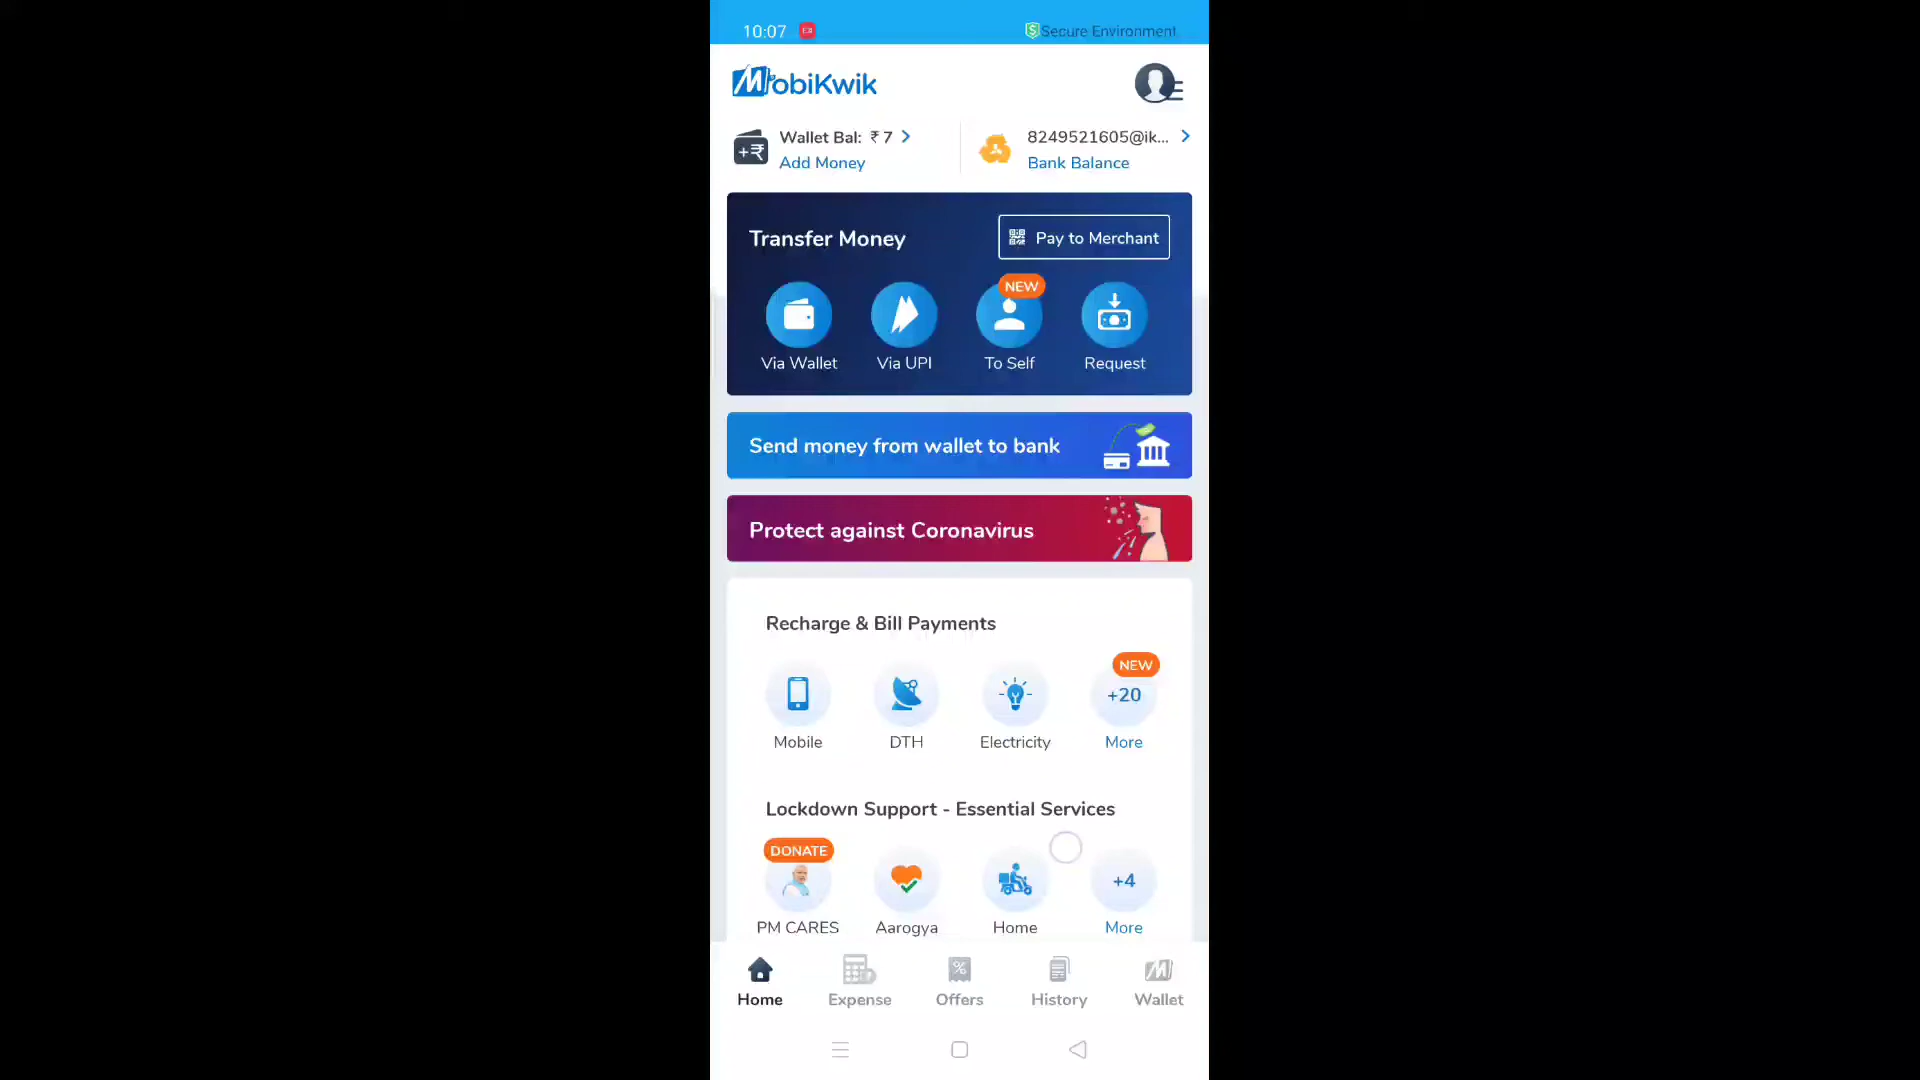 10:07
Secure Environment
MobiKwik
Wallet Bal: ₹ 7
Add Money
8249521605@ik...
Bank Balance
Transfer Money
Pay to Merchant
NEW
Via Wallet
Via UPI
To Self
Request
Send money from wallet to bank
Protect against Coronavirus
Recharge & Bill Payments
NEW
+20
Mobile
DTH
Electricity
More
Lockdown Support - Essential Services
DONATE
+4
PM CARES
Aarogya
Home
More
Home
Expense
Offers
History
Wallet